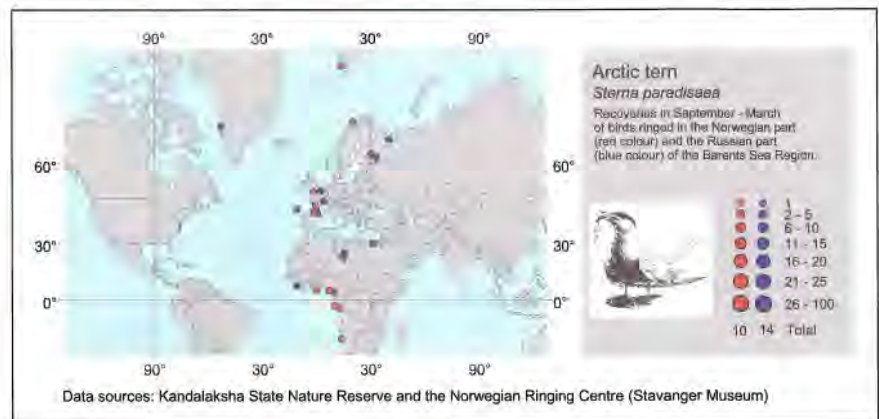 90° 30° 30° 90°
60° 60°
30° 30°
0° 0°
90° 30° 30° 90°
Arctic tern
Sterna paradisaea
Recoveries in September - March
of birds ringed in the Norwegian part
(red colour) and the Russian part
(blue colour) of the Barents Sea Region.
1
2 - 5
6 - 10
11 - 15
16 - 20
21 - 25
26 - 100
10 14 Total
Data sources: Kandalaksha State Nature Reserve and the Norwegian Ringing Centre (Stavanger Museum)